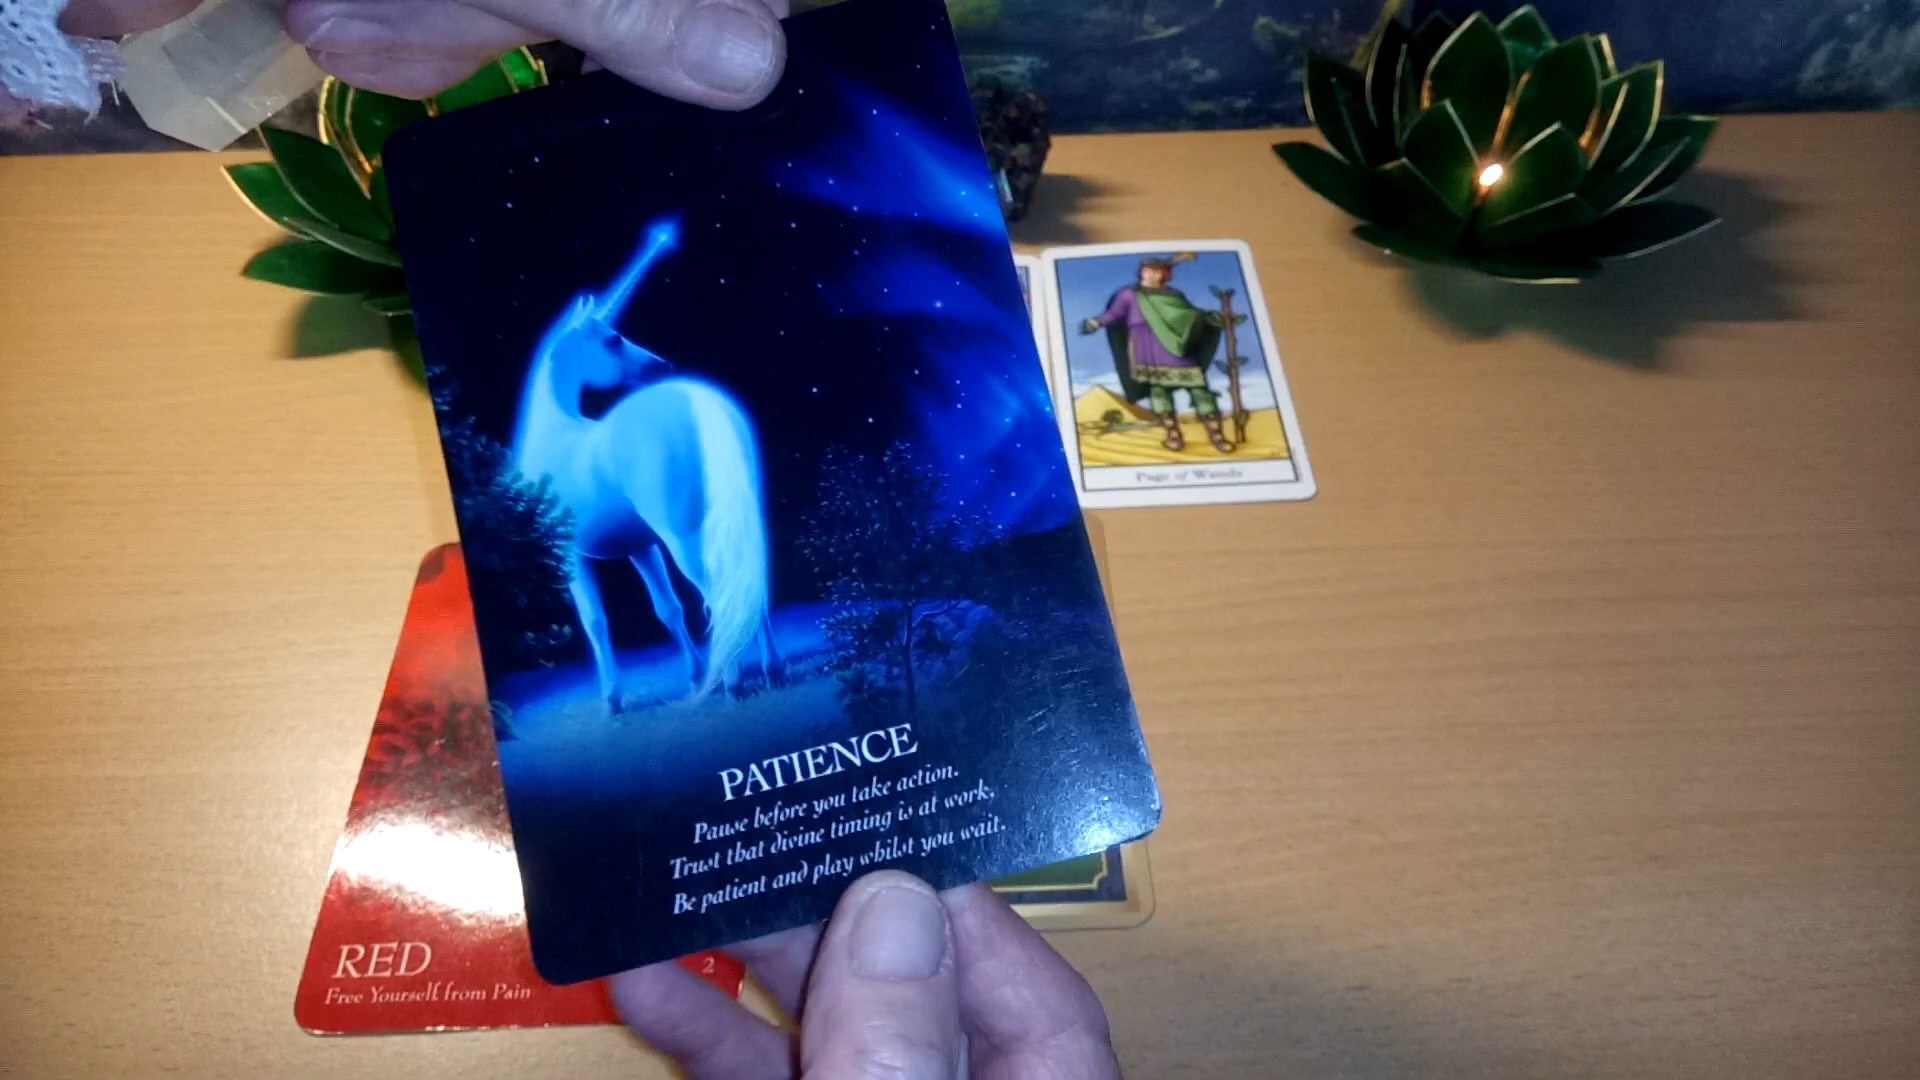 PATIENCE
Pause before you take action.
Trust that divine timing is at work.
Be patient and play whilst you wait.
Page of Wands
RED
Free Yourself from Pain
2